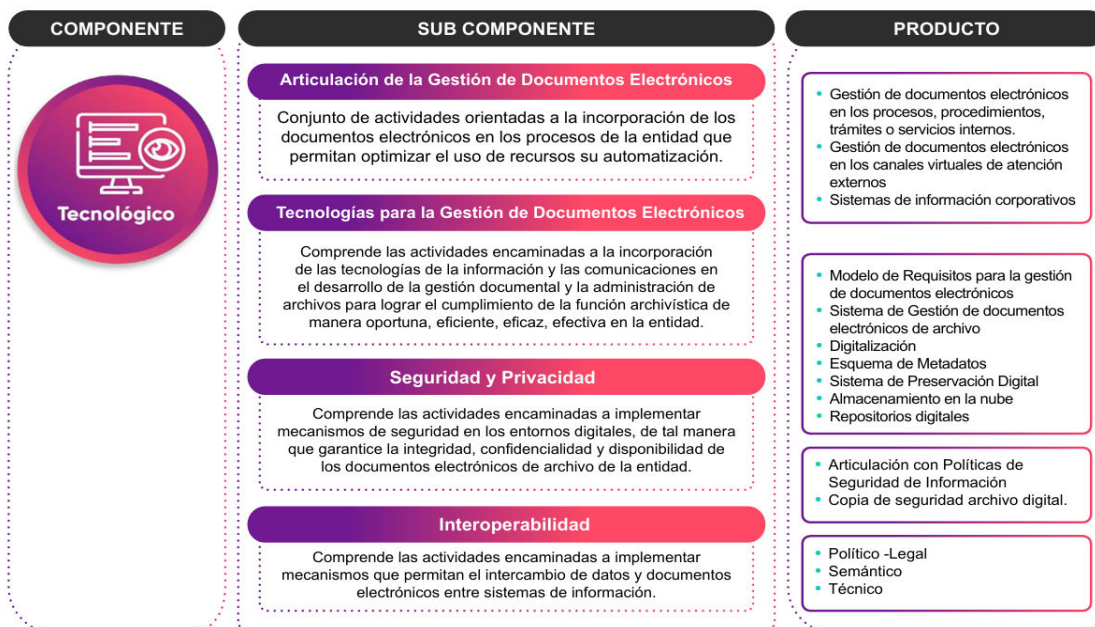 COMPONENTE
SUB COMPONENTE
PRODUCTO
Tecnológico
Articulación de la Gestión de Documentos Electrónicos
Conjunto de actividades orientadas a la incorporación de los
documentos electrónicos en los procesos de la entidad que
permitan optimizar el uso de recursos su automatización.
• Gestión de documentos electrónicos
en los procesos, procedimientos,
trámites o servicios internos.
• Gestión de documentos electrónicos
en los canales virtuales de atención
externos
• Sistemas de información corporativos
Tecnologías para la Gestión de Documentos Electrónicos
Comprende las actividades encaminadas a la incorporación
de las tecnologías de la información y las comunicaciones en
el desarrollo de la gestión documental y la administración de
archivos para lograr el cumplimiento de la función archivística de
manera oportuna, eficiente, eficaz, efectiva en la entidad.
• Modelo de Requisitos para la gestión
de documentos electrónicos
• Sistema de Gestión de documentos
electrónicos de archivo
• Digitalización
• Esquema de Metadatos
• Sistema de Preservación Digital
• Almacenamiento en la nube
• Repositorios digitales
Seguridad y Privacidad
Comprende las actividades encaminadas a implementar
mecanismos de seguridad en los entornos digitales, de tal manera
que garantice la integridad, confidencialidad y disponibilidad de
los documentos electrónicos de archivo de la entidad.
• Articulación con Políticas de
Seguridad de Información
• Copia de seguridad archivo digital.
Interoperabilidad
Comprende las actividades encaminadas a implementar
mecanismos que permitan el intercambio de datos y documentos
electrónicos entre sistemas de información.
• Político -Legal
• Semántico
• Técnico